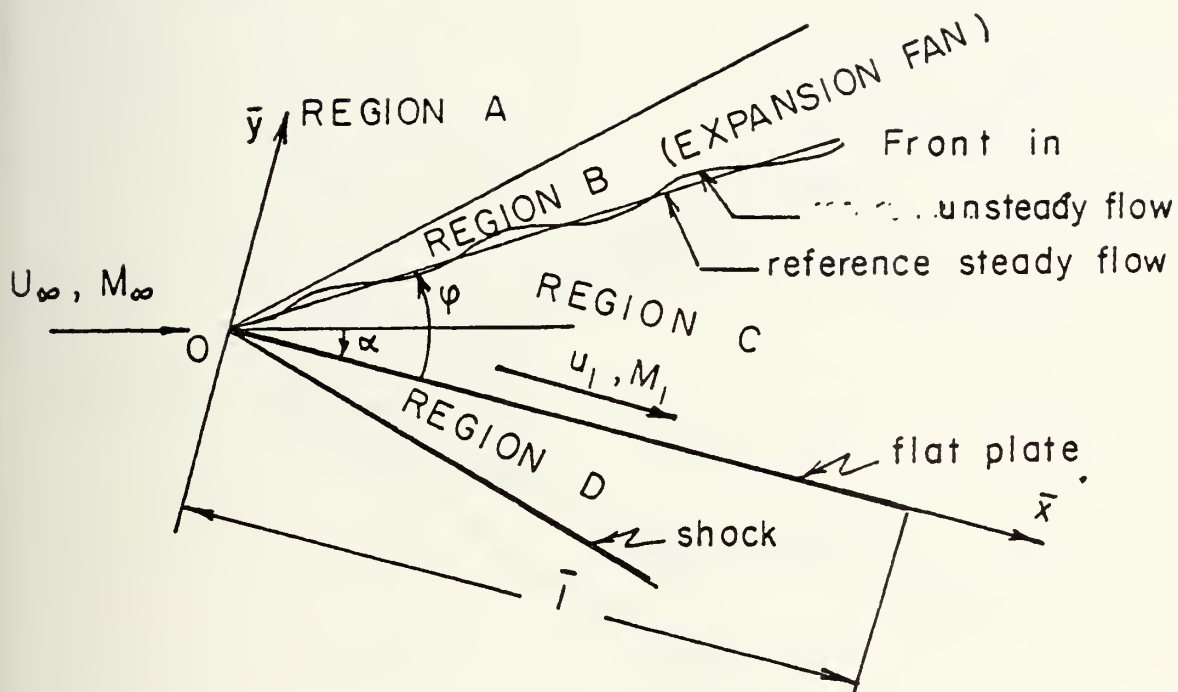 ȳ REGION A
REGION B (EXPANSION FAN)
Front in
unsteady flow
reference steady flow
U∞, M∞
φ
REGION C
O
α
u₁, M₁
REGION D
flat plate
x̄
shock
l̄